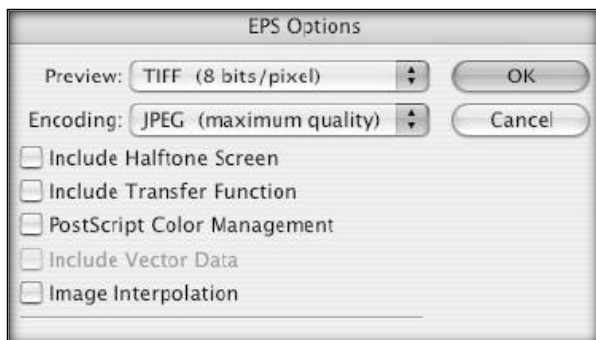 EPS Options
Preview: TIFF (8 bits/pixel) OK
Encoding: JPEG (maximum quality) Cancel
Include Halftone Screen
Include Transfer Function
PostScript Color Management
Include Vector Data
Image Interpolation